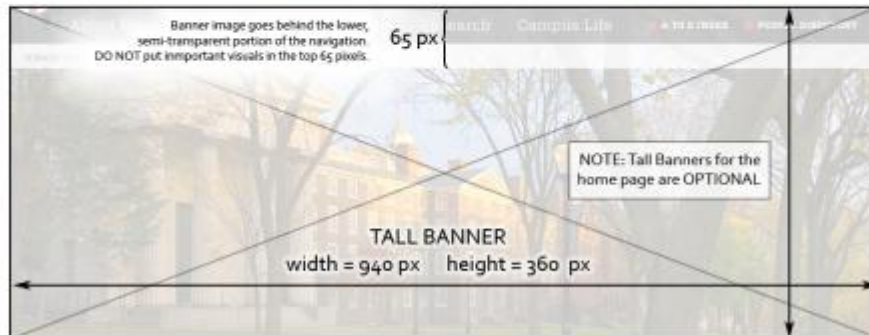 Banner image goes behind the lower,
semi-transparent portion of the navigation.
DO NOT put inmportant visuals in the top 65 pixels.
65 px
Campus Life
A TO Z INDEX
NOTE: Tall Banners for the
home page are OPTIONAL
TALL BANNER
width = 940 px height = 360 px